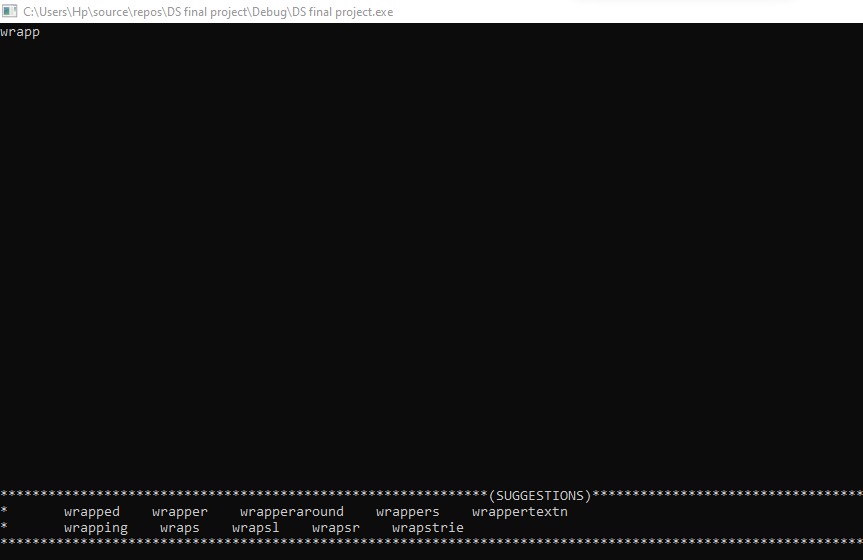 C:\Users\Hp\source\repos\DS final project\Debug\DS final project.exe
wrapp
*************************************************************(SUGGESTIONS)**********************************
* wrapped wrapper wrapperaround wrappers wrappertextn
* wrapping wraps wrapsl wrapsr wrapstrie
************************************************************************************************************